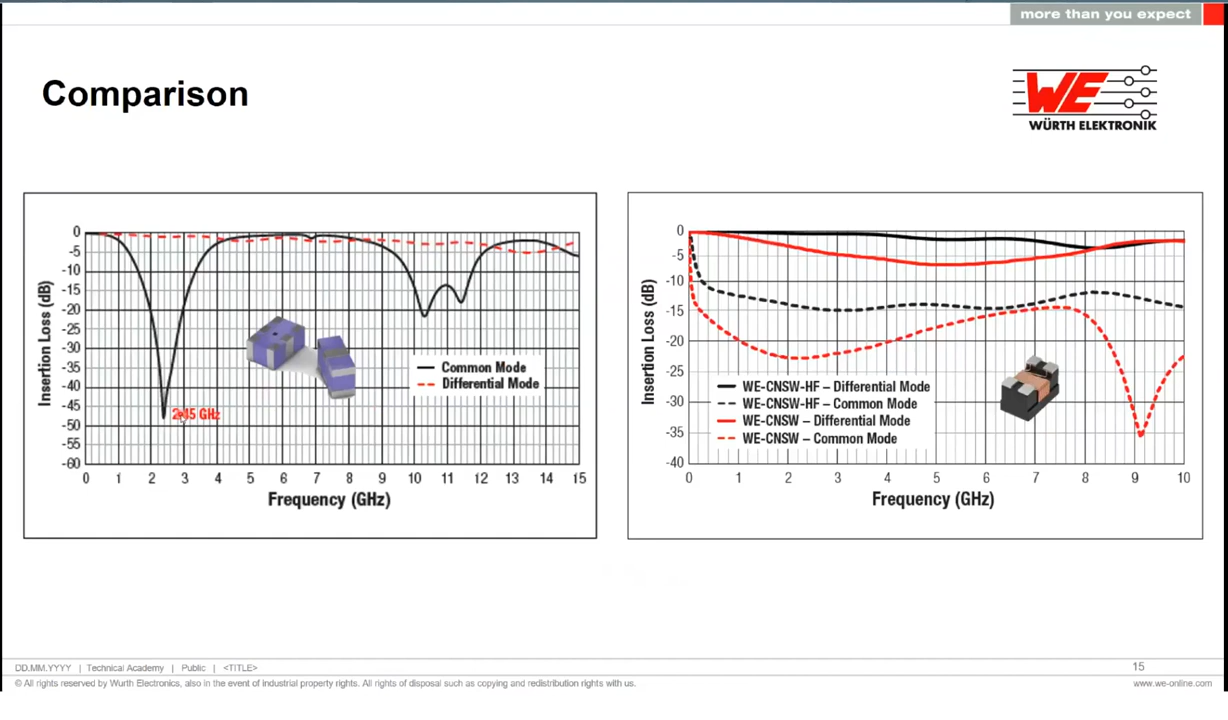 more than you expect
Comparison
WE
WÜRTH ELEKTRONIK
0
-5
-10
-15
-20
-25
-30
-35
-40
-45
-50
-55
-60
Insertion Loss (dB)
2.45 GHz
Common Mode
Differential Mode
0 1 2 3 4 5 6 7 8 9 10 11 12 13 14 15
Frequency (GHz)
0
-5
-10
-15
-20
-25
-30
-35
-40
Insertion Loss (dB)
WE-CNSW-HF – Differential Mode
WE-CNSW-HF – Common Mode
WE-CNSW – Differential Mode
WE-CNSW – Common Mode
0 1 2 3 4 5 6 7 8 9 10
Frequency (GHz)
DD.MM.YYYY | Technical Academy | Public | <TITLE>
15
© All rights reserved by Wurth Electronics, also in the event of industrial property rights. All rights of disposal such as copying and redistribution rights with us.
www.we-online.com